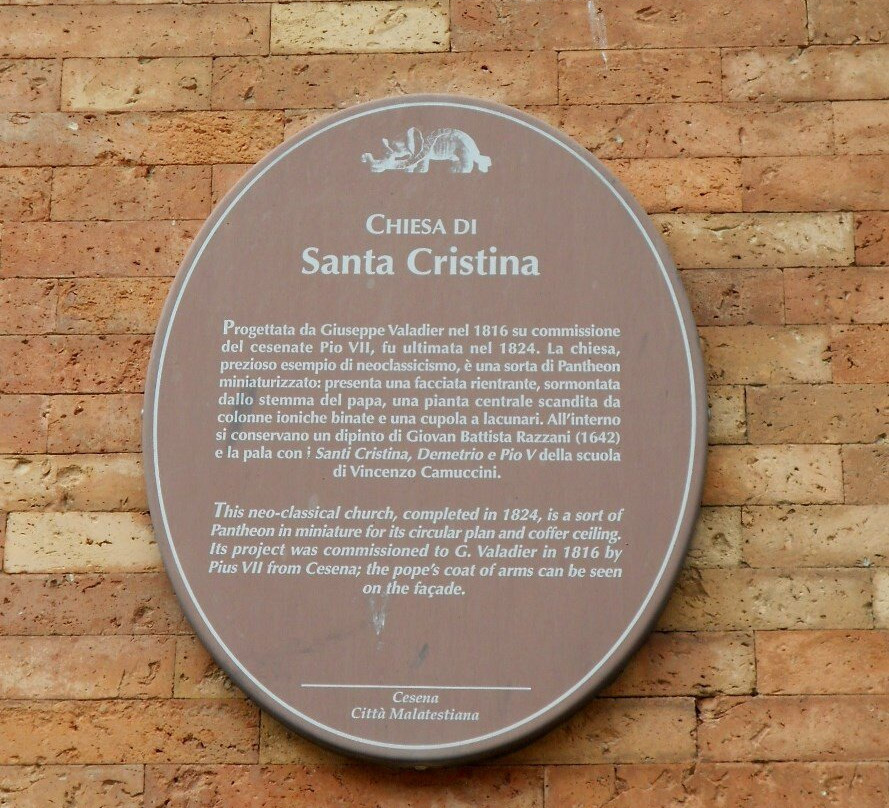 CHIESA DI
Santa Cristina
Progettata da Giuseppe Valadier nel 1816 su commissione
del cesenate Pio VII, fu ultimata nel 1824. La chiesa,
prezioso esempio di neoclassicismo, è una sorta di Pantheon
miniaturizzato: presenta una facciata rientrante, sormontata
dallo stemma del papa, una pianta centrale scandita da
colonne ioniche binate e una cupola a lacunari. All'interno
si conservano un dipinto di Giovan Battista Razzani (1642)
e la pala con i Santi Cristina, Demetrio e Pio V della scuola
di Vincenzo Camuccini.
This neo-classical church, completed in 1824, is a sort of
Pantheon in miniature for its circular plan and coffer ceiling.
Its project was commissioned to G. Valadier in 1816 by
Pius VII from Cesena; the pope's coat of arms can be seen
on the façade.
Cesena
Città Malatestiana